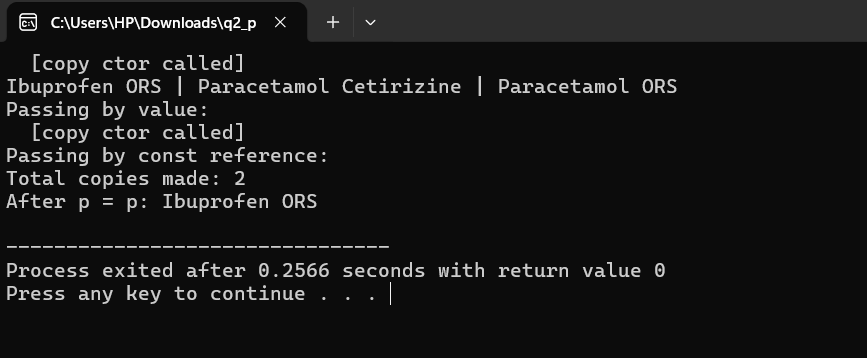 C:\Users\HP\Downloads\q2_p
[copy ctor called]
Ibuprofen ORS | Paracetamol Cetirizine | Paracetamol ORS
Passing by value:
[copy ctor called]
Passing by const reference:
Total copies made: 2
After p = p: Ibuprofen ORS
--------------------------------
Process exited after 0.2566 seconds with return value 0
Press any key to continue . . .